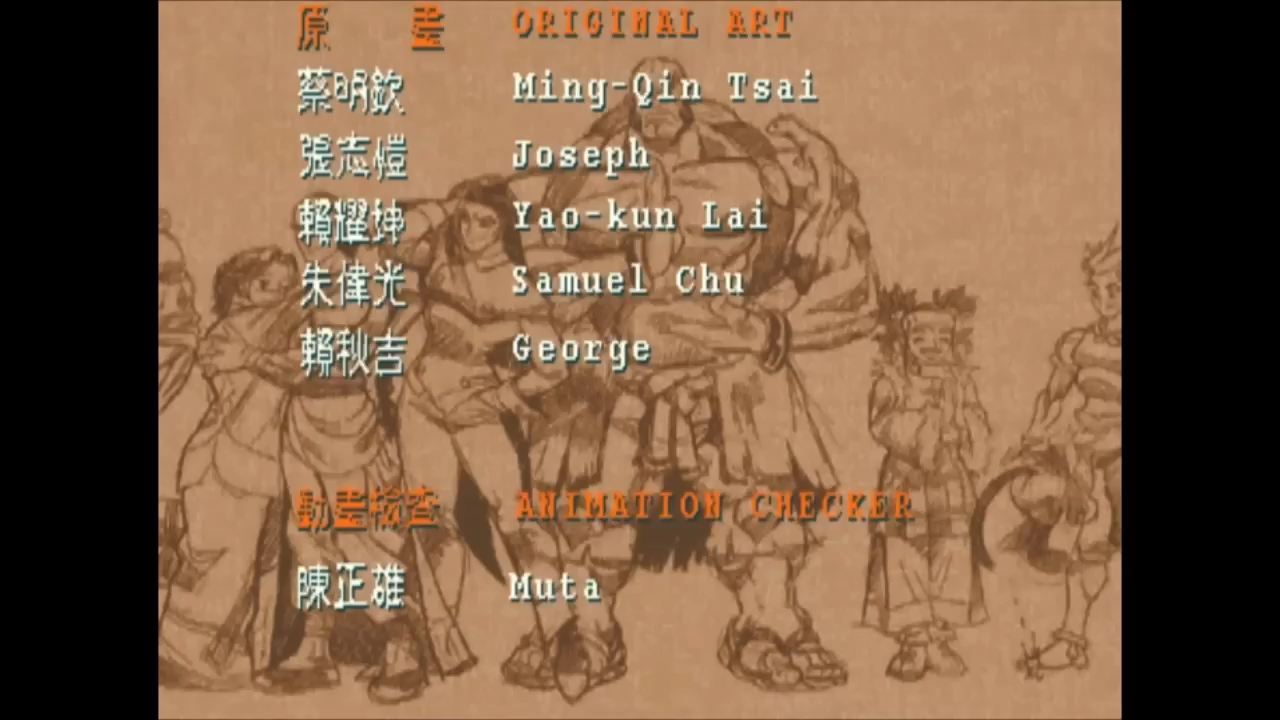 原 畫 ORIGINAL ART
蔡明欽 Ming-Qin Tsai
張志愷 Joseph
賴耀坤 Yao-kun Lai
朱偉光 Samuel Chu
賴秋吉 George
動畫檢查 ANIMATION CHECKER
陳正雄 Muta